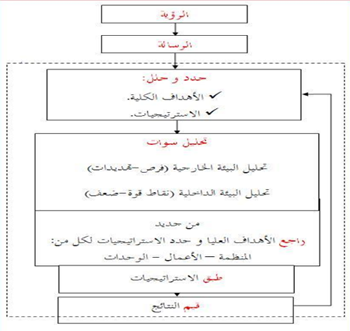 الرؤية
الرسالة
حدد و حلل:
✓ الأهداف الكلية.
✓ الاستراتيجيات.
تحليل سوات
تحليل البيئة الخارجية (فرص-تهديدات)
تحليل البيئة الداخلية (نقاط قوة-ضعف)
من جديد
راجع الأهداف العليا و حدد الاستراتيجيات لكل من:
المنظمة – الأعمال – الوحدات
طبق الاستراتيجيات
قيم النتائج